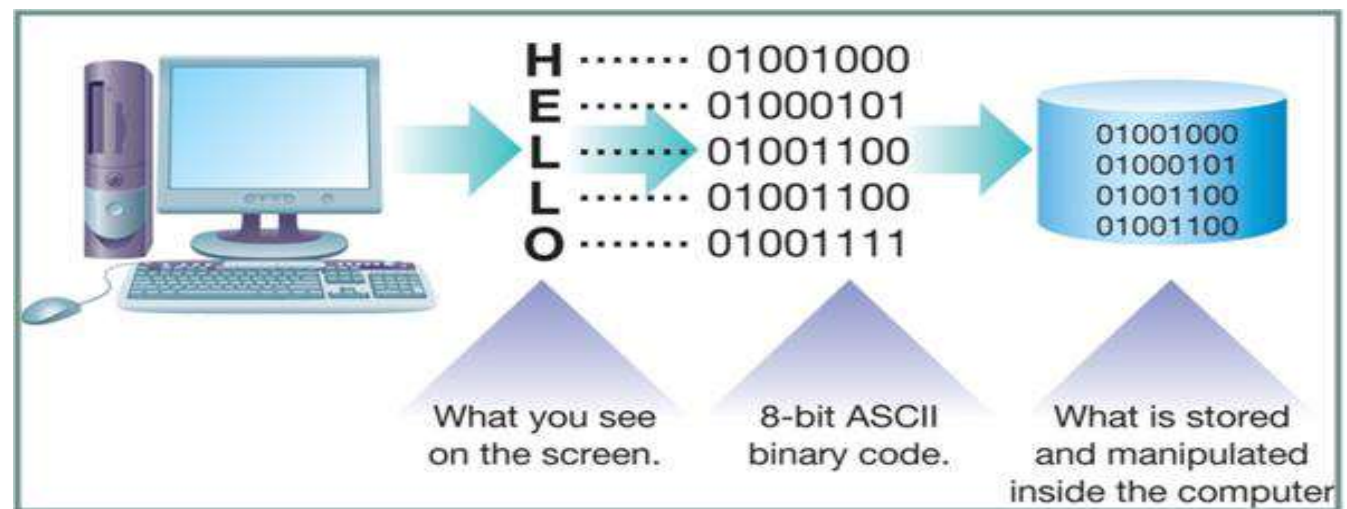 H ······· 01001000
E ······· 01000101
L ······· 01001100
L ······· 01001100
O ······· 01001111
01001000
01000101
01001100
01001100
What you see
on the screen.
8-bit ASCII
binary code.
What is stored
and manipulated
inside the computer